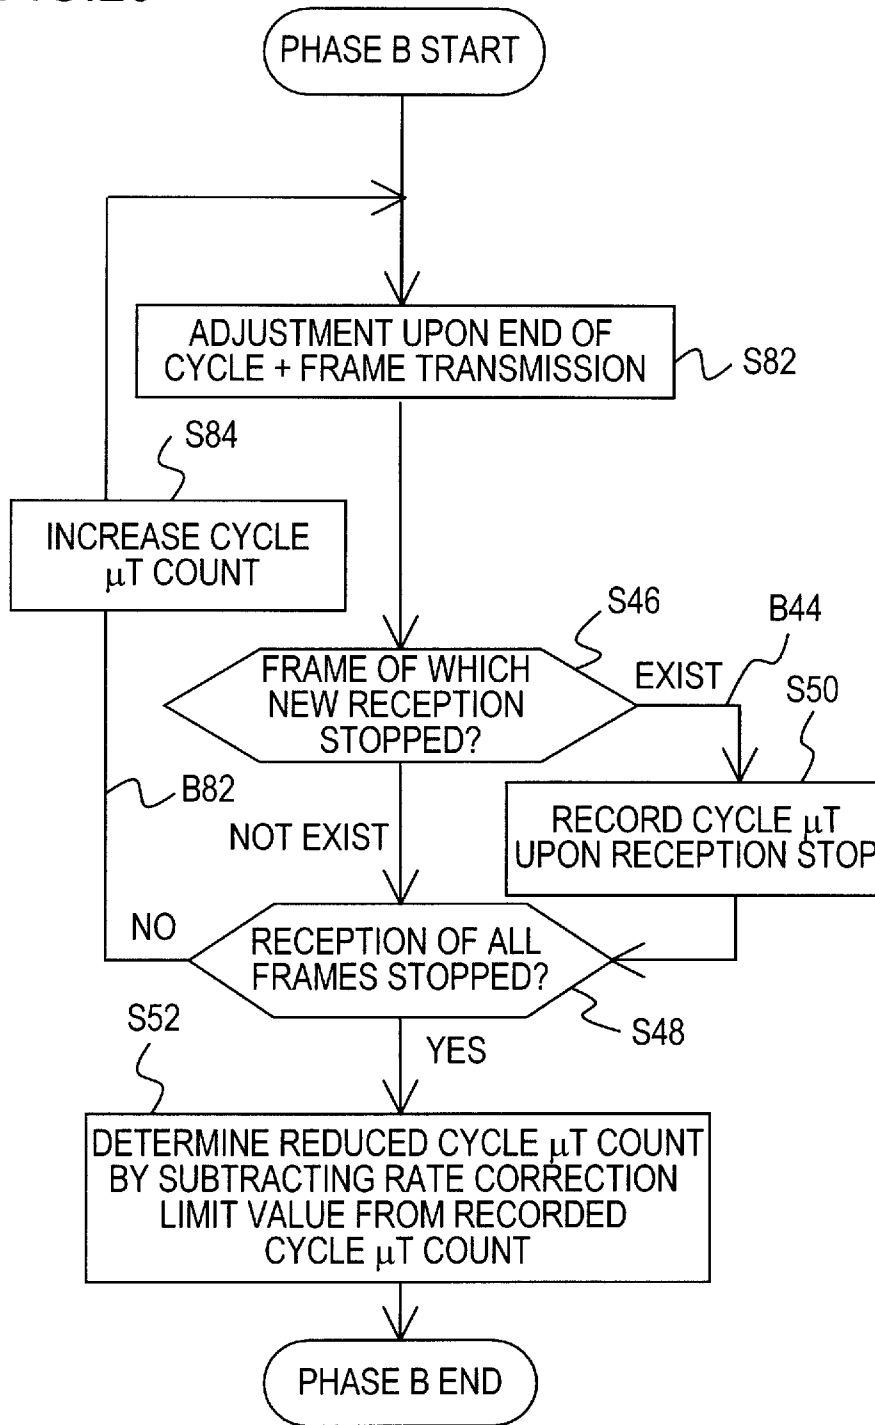 PHASE B START
ADJUSTMENT UPON END OF
CYCLE + FRAME TRANSMISSION
S82
S84
INCREASE CYCLE
μT COUNT
S46
B44
FRAME OF WHICH
NEW RECEPTION
STOPPED?
EXIST
S50
B82
NOT EXIST
RECORD CYCLE μT
UPON RECEPTION STOP
NO
RECEPTION OF ALL
FRAMES STOPPED?
S48
S52
YES
DETERMINE REDUCED CYCLE μT COUNT
BY SUBTRACTING RATE CORRECTION
LIMIT VALUE FROM RECORDED
CYCLE μT COUNT
PHASE B END